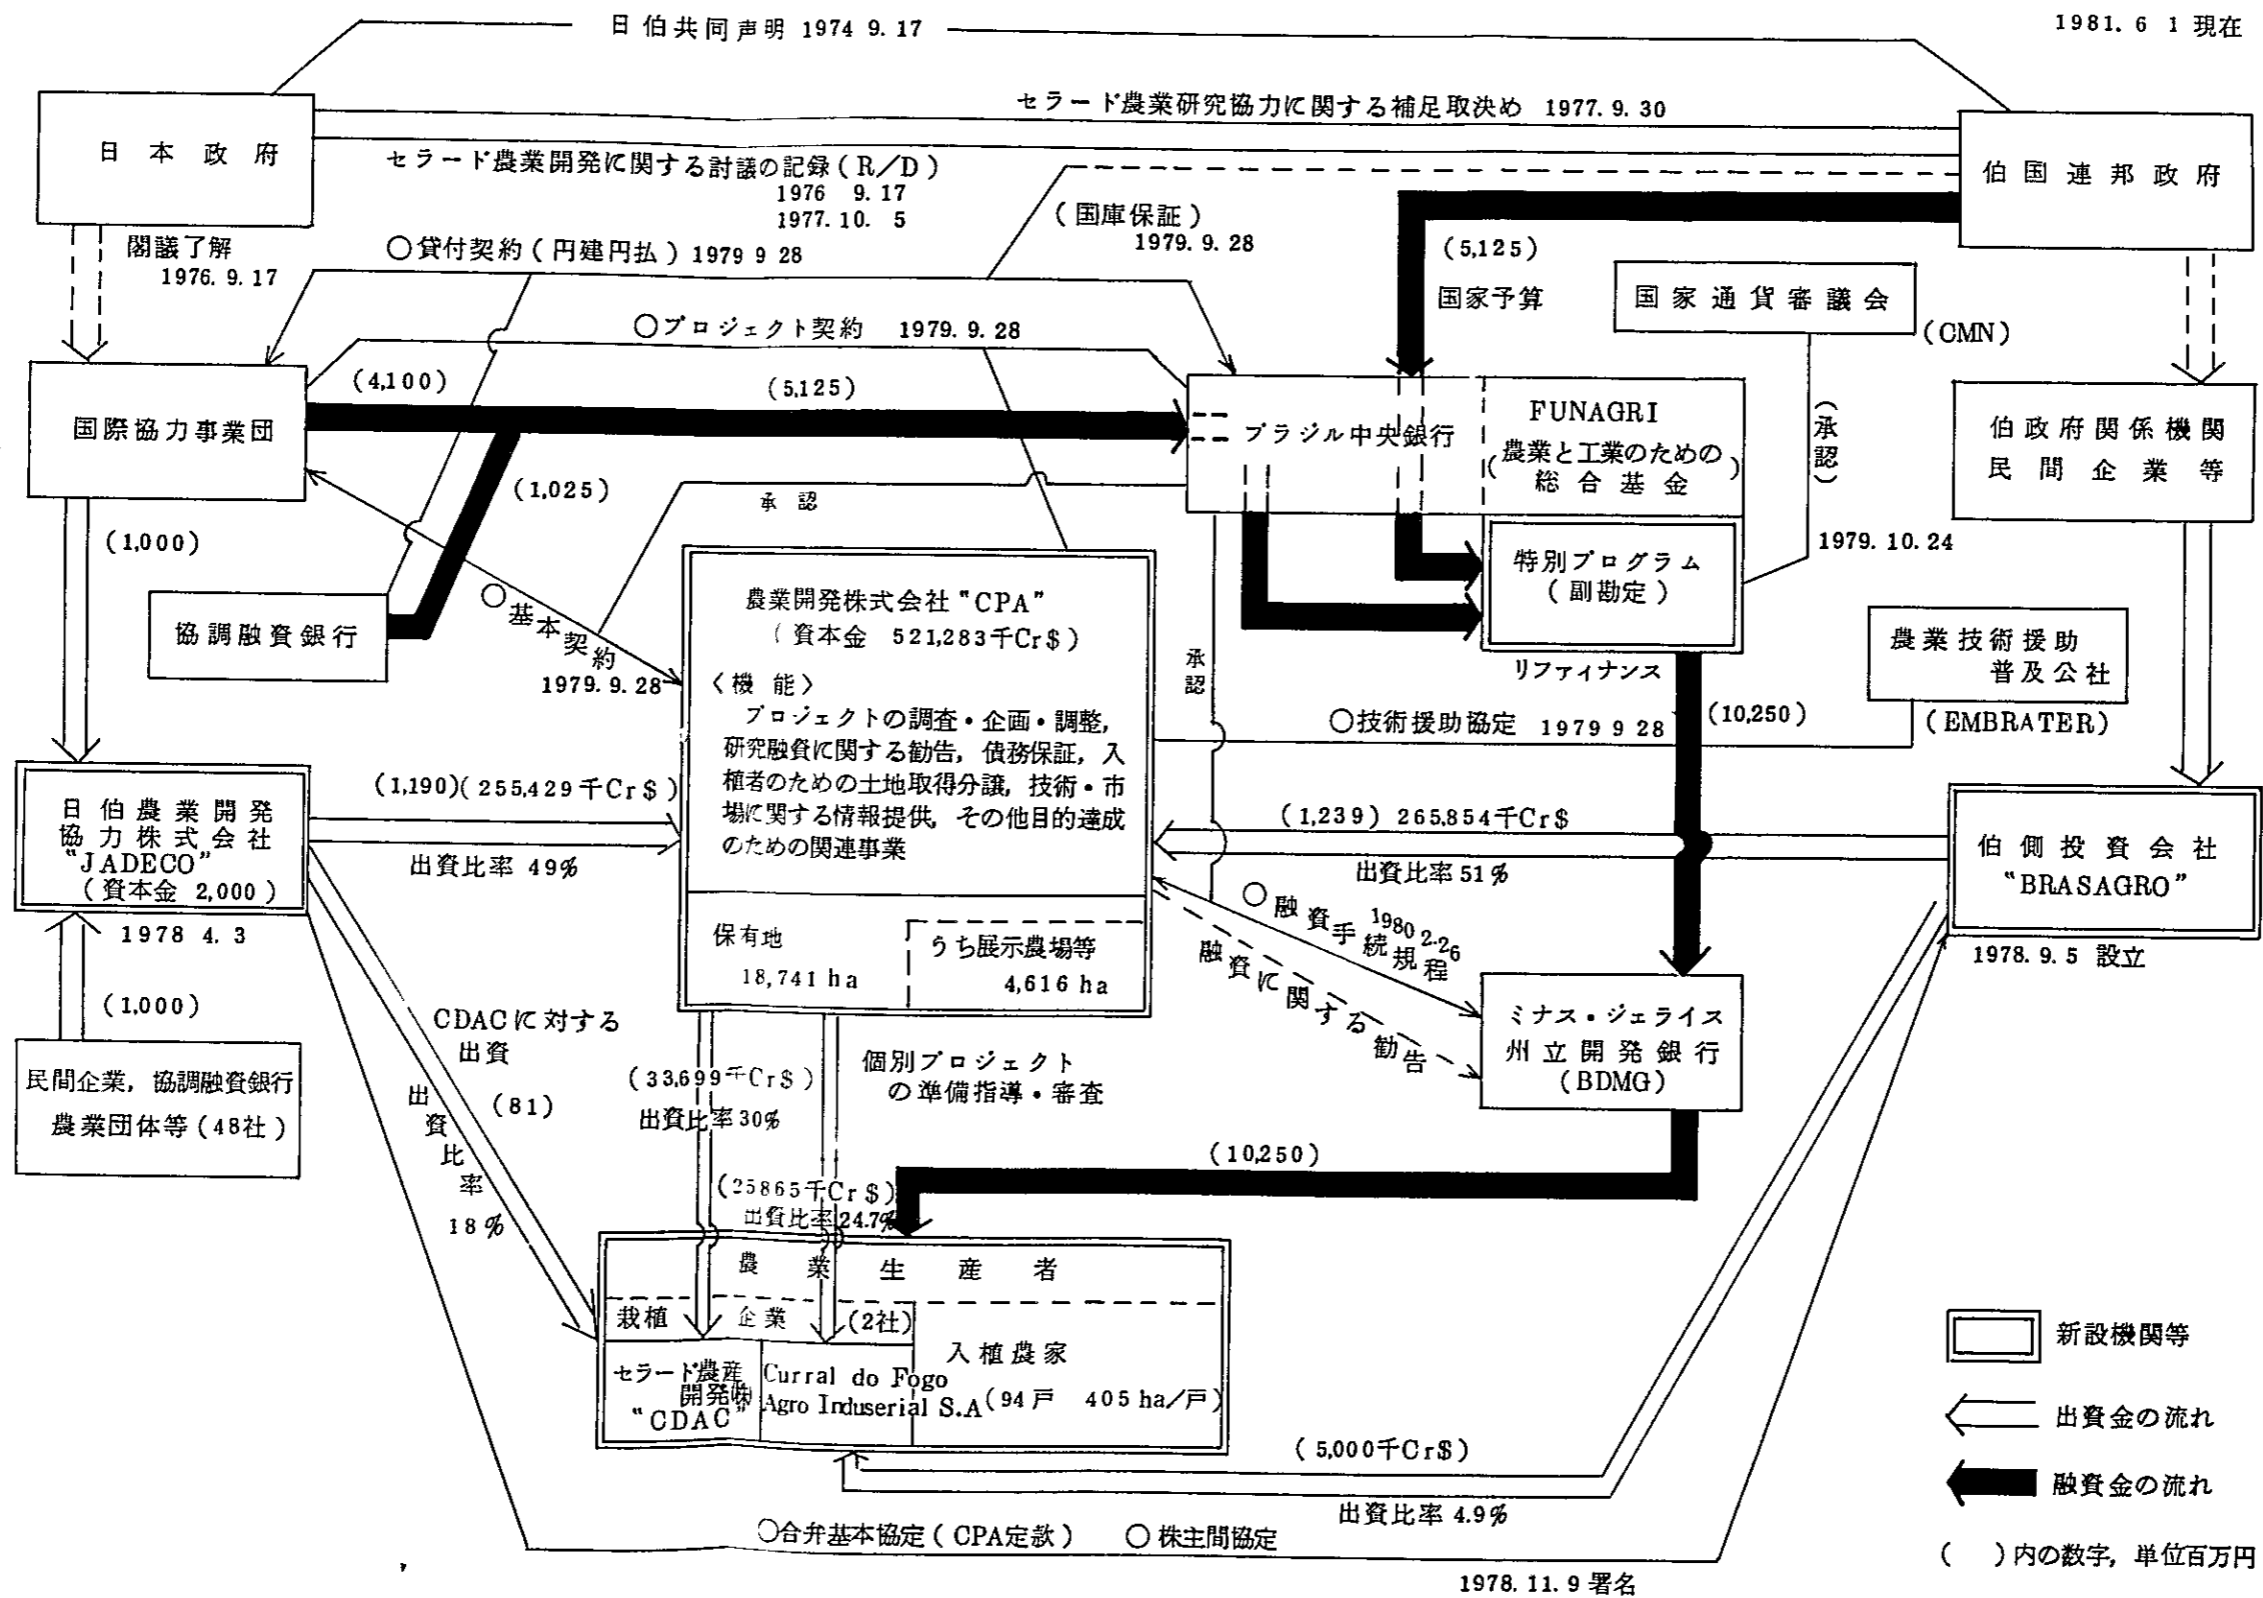 日伯共同声明 1974 9.17
1981. 6 1 現在
セラード農業研究協力に関する補足取決め 1977. 9. 30
日本政府
セラード農業開発に関する討議の記録(R/D)
1976 9. 17
1977. 10. 5
伯国連邦政府
(国庫保証)
1979. 9. 28
閣議了解
1976. 9. 17
○貸付契約(円建円払) 1979 9 28
(5,125)
国家予算
国家通貨審議会
(CMN)
○プロジェクト契約 1979. 9. 28
(4,100)
(5,125)
国際協力事業団
ブラジル中央銀行
FUNAGRI
(農業と工業のための
総合基金)
(承認)
伯政府関係機関
民間企業等
(1,025)
承認
(1,000)
1979. 10. 24
特別プログラム
(副勘定)
協調融資銀行
○基本契約
1979. 9. 28
農業開発株式会社"CPA"
(資本金 521,283千Cr$)
〈機能〉
プロジェクトの調査・企画・調整,
研究融資に関する勧告, 債務保証, 入
植者のための土地取得分譲, 技術・市
場に関する情報提供, その他目的達成
のための関連事業
保有地
18,741 ha
うち展示農場等
4,616 ha
承認
リファイナンス
農業技術援助
普及公社
(EMBRATER)
○技術援助協定 1979 9 28
(10,250)
日伯農業開発
協力株式会社
"JADECO"
(資本金 2,000)
1978 4. 3
(1,190)(255,429千Cr$)
出資比率 49%
(1,239) 265,854千Cr$
出資比率 51%
伯側投資会社
"BRASAGRO"
1978. 9. 5 設立
○融資手続規程
1980 2.26
融資に関する勧告
(1,000)
民間企業, 協調融資銀行
農業団体等(48社)
CDACに対する
出資
(81)
出資比率
18%
(33,699千Cr$)
出資比率30%
個別プロジェクト
の準備指導・審査
ミナス・ジェライス
州立開発銀行
(BDMG)
(10,250)
(25865千Cr$)
出資比率24.7%
農業生産者
栽植企業(2社)
セラード農産
開発㈱
"CDAC"
Curral do Fogo
Agro Induserial S.A
入植農家
(94戸 405 ha/戸)
(5,000千Cr$)
出資比率 4.9%
○合弁基本協定(CPA定款) ○株主間協定
1978. 11. 9 署名
新設機関等
出資金の流れ
融資金の流れ
( )内の数字, 単位百万円